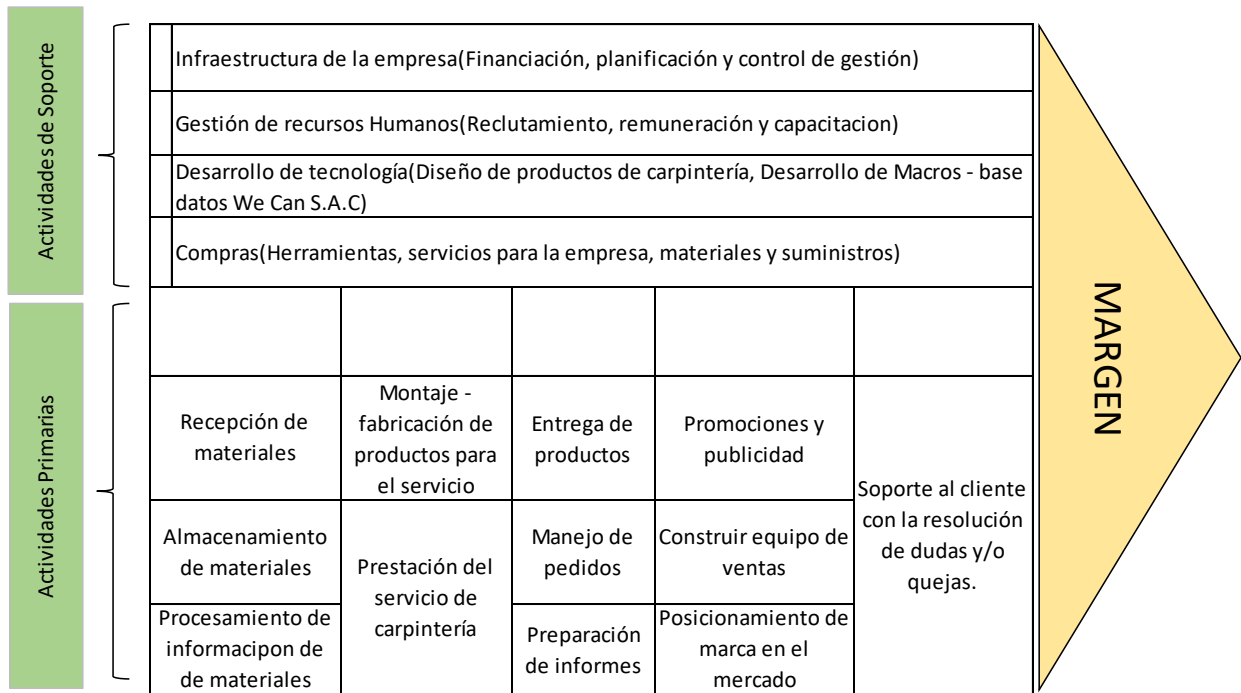 Actividades de Soporte
Infraestructura de la empresa(Financiación, planificación y control de gestión)
Gestión de recursos Humanos(Reclutamiento, remuneración y capacitacion)
Desarrollo de tecnología(Diseño de productos de carpintería, Desarrollo de Macros - base
datos We Can S.A.C)
Compras(Herramientas, servicios para la empresa, materiales y suministros)
MARGEN
Actividades Primarias
Recepción de
materiales
Montaje -
fabricación de
productos para
el servicio
Entrega de
productos
Promociones y
publicidad
Soporte al cliente
con la resolución
de dudas y/o
quejas.
Almacenamiento
de materiales
Prestación del
servicio de
carpintería
Manejo de
pedidos
Construir equipo de
ventas
Procesamiento de
informacipon de
de materiales
Preparación
de informes
Posicionamiento de
marca en el
mercado